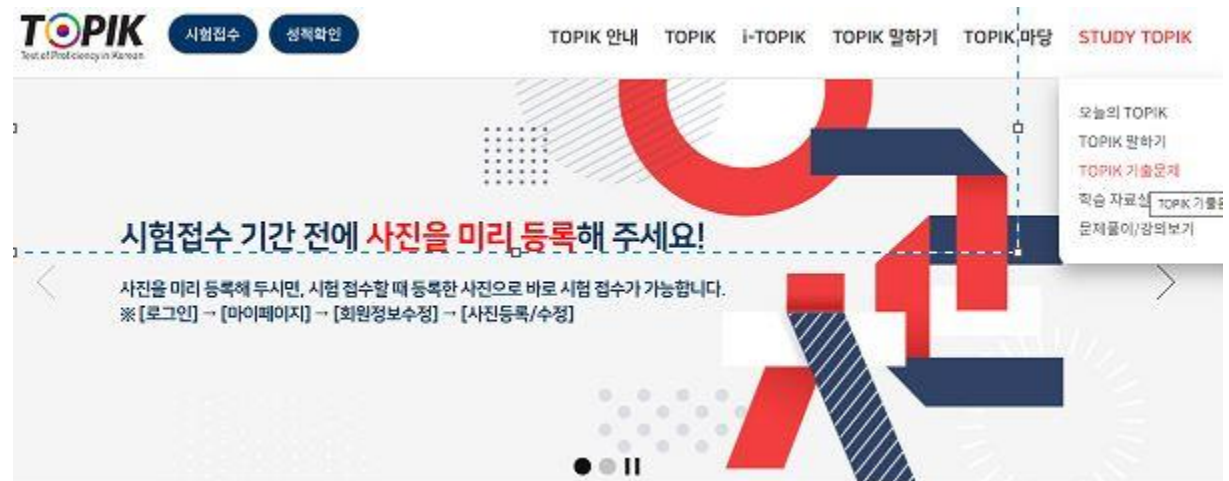 TOPIK
Test of Proficiency in Korean
시험접수
성적확인
TOPIK 안내
TOPIK
i-TOPIK
TOPIK 말하기
TOPIK 마당
STUDY TOPIK
오늘의 TOPIK
TOPIK 말하기
TOPIK 기출문제
학습 자료실
TOPIK 기출문
문제풀이/강의보기
시험접수 기간 전에 사진을 미리 등록해 주세요!
사진을 미리 등록해 두시면, 시험 접수할 때 등록한 사진으로 바로 시험 접수가 가능합니다.
※ [로그인] → [마이페이지] → [회원정보수정] → [사진등록/수정]